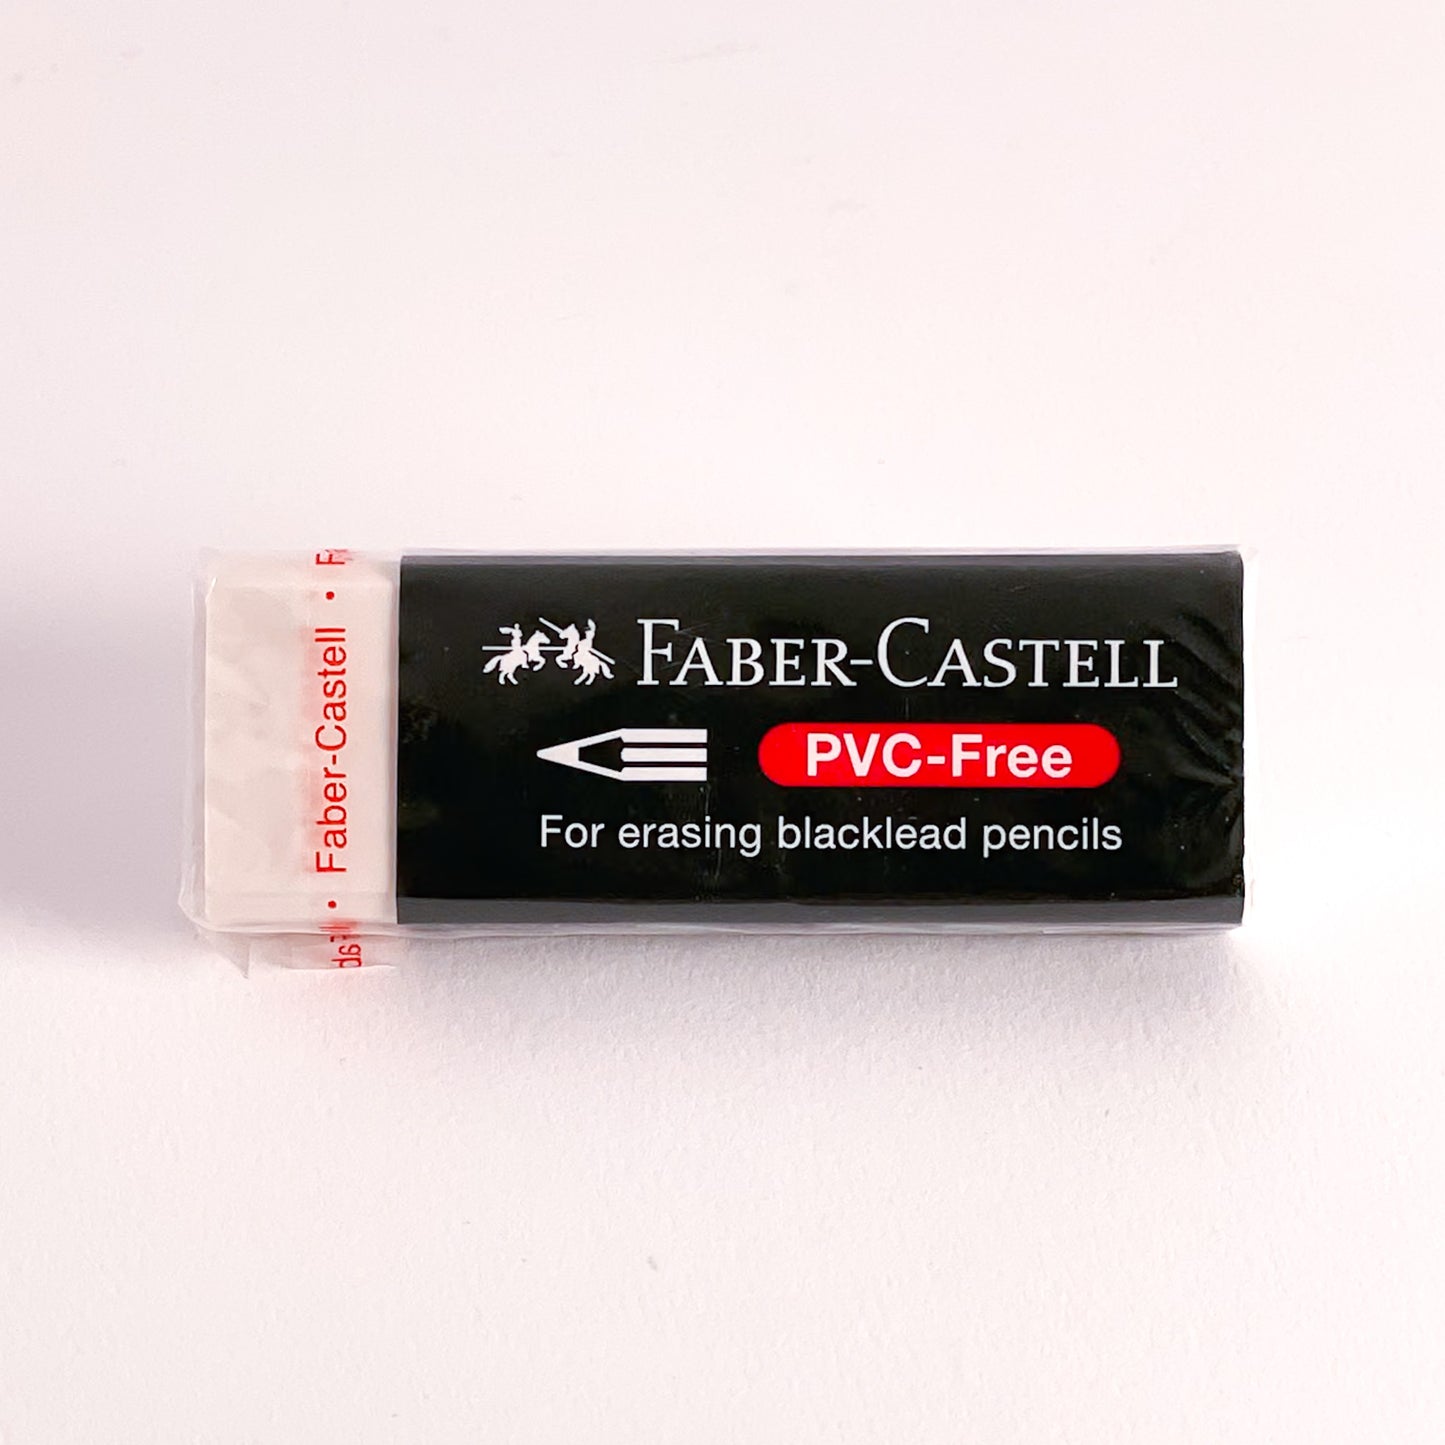 Faber-Castell
FABER-CASTELL
PVC-Free
For erasing blacklead pencils